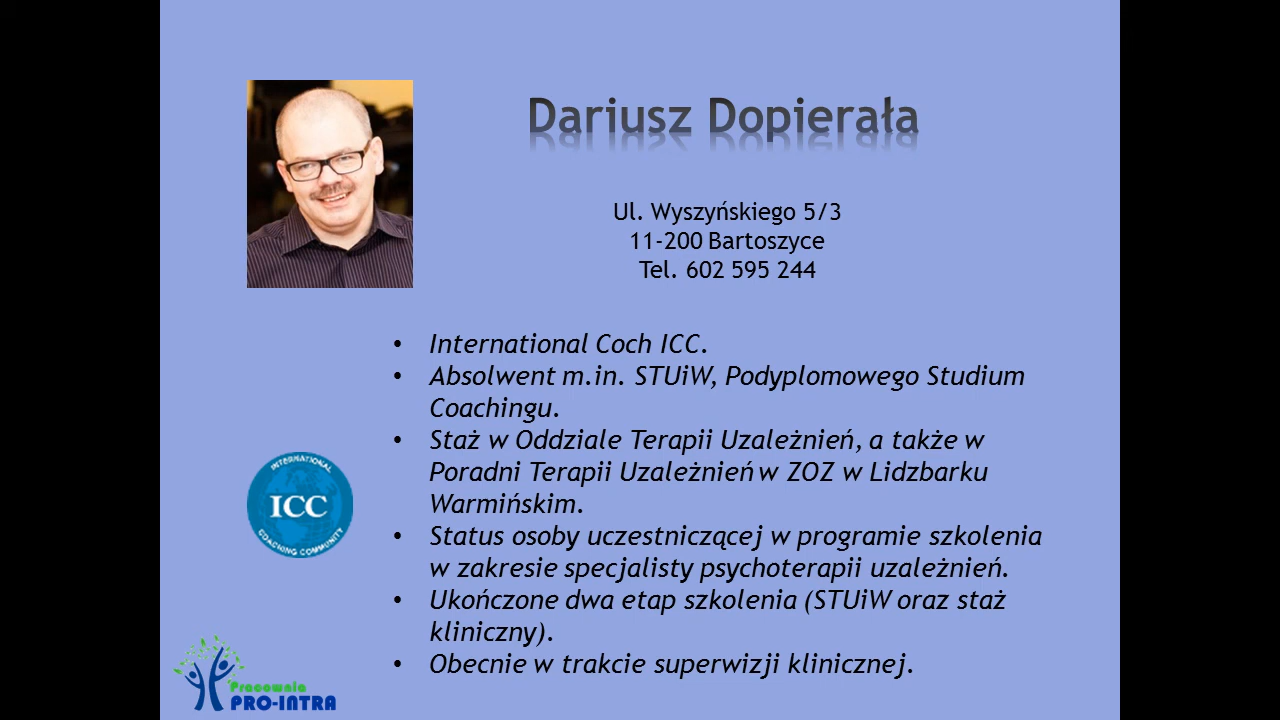 Dariusz Dopierała
Ul. Wyszyńskiego 5/3
11-200 Bartoszyce
Tel. 602 595 244
• International Coch ICC.
• Absolwent m.in. STUiW, Podyplomowego Studium
Coachingu.
• Staż w Oddziale Terapii Uzależnień, a także w
Poradni Terapii Uzależnień w ZOZ w Lidzbarku
Warmińskim.
• Status osoby uczestniczącej w programie szkolenia
w zakresie specjalisty psychoterapii uzależnień.
• Ukończone dwa etap szkolenia (STUiW oraz staż
kliniczny).
• Obecnie w trakcie superwizji klinicznej.
INTERNATIONAL
ICC
COACHING COMMUNITY
Pracownia
PRO-INTRA